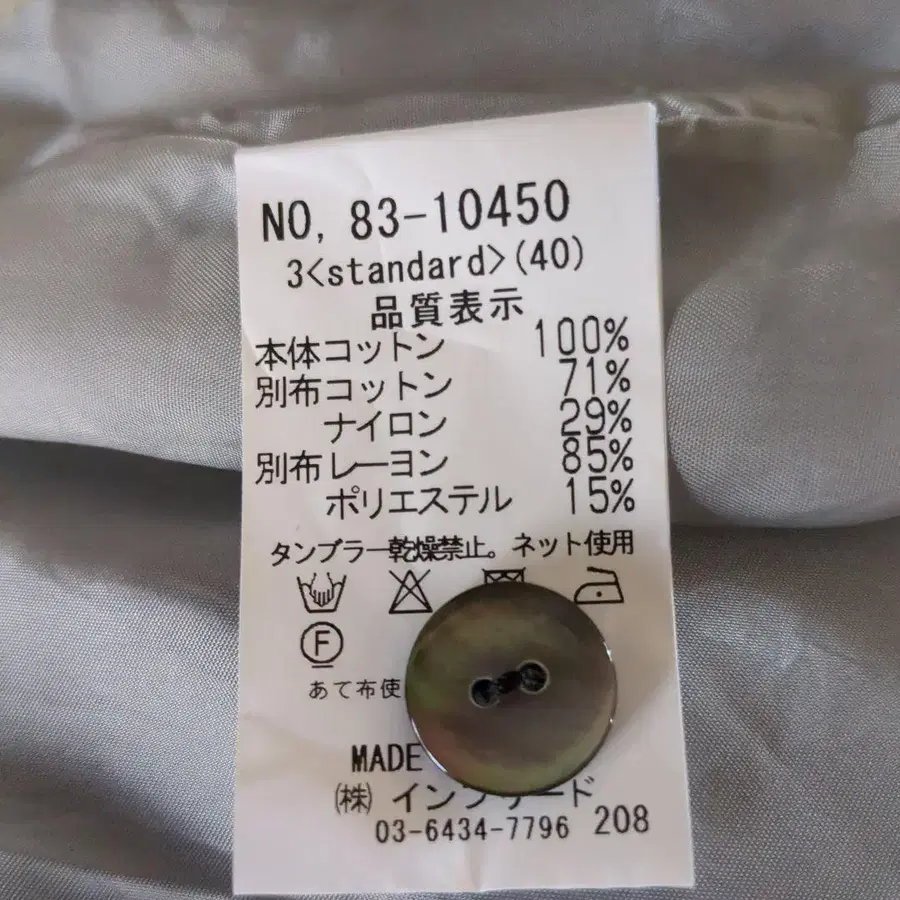 NO, 83-10450
3<standard>(40)
品質表示
本体コットン 100%
別布コットン 71%
ナイロン 29%
別布レーヨン 85%
ポリエステル 15%
タンブラー乾燥禁止。ネット使用
F
あて布使
MADE
㈱ イン
03-6434-7796 208